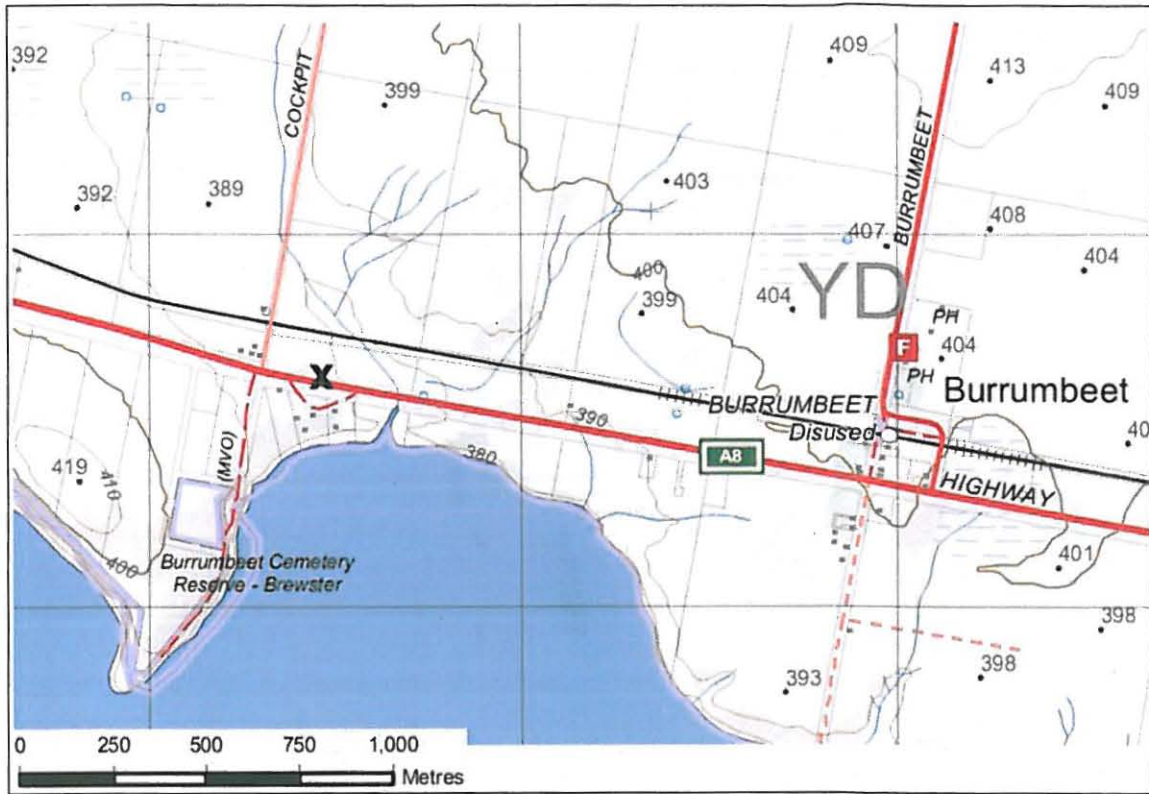 392
COCKPIT
399
409
BURRUMBEET
413
409
392
389
403
407
408
404
400
399
404
YD
PH
404
F
PH
Burrumbeet
X
390
BURRUMBEET
Disused
A8
HIGHWAY
40
419
410
(MVO)
380
400
Burrumbeet Cemetery
Reserve - Brewster
401
398
393
398
0 250 500 750 1,000
Metres